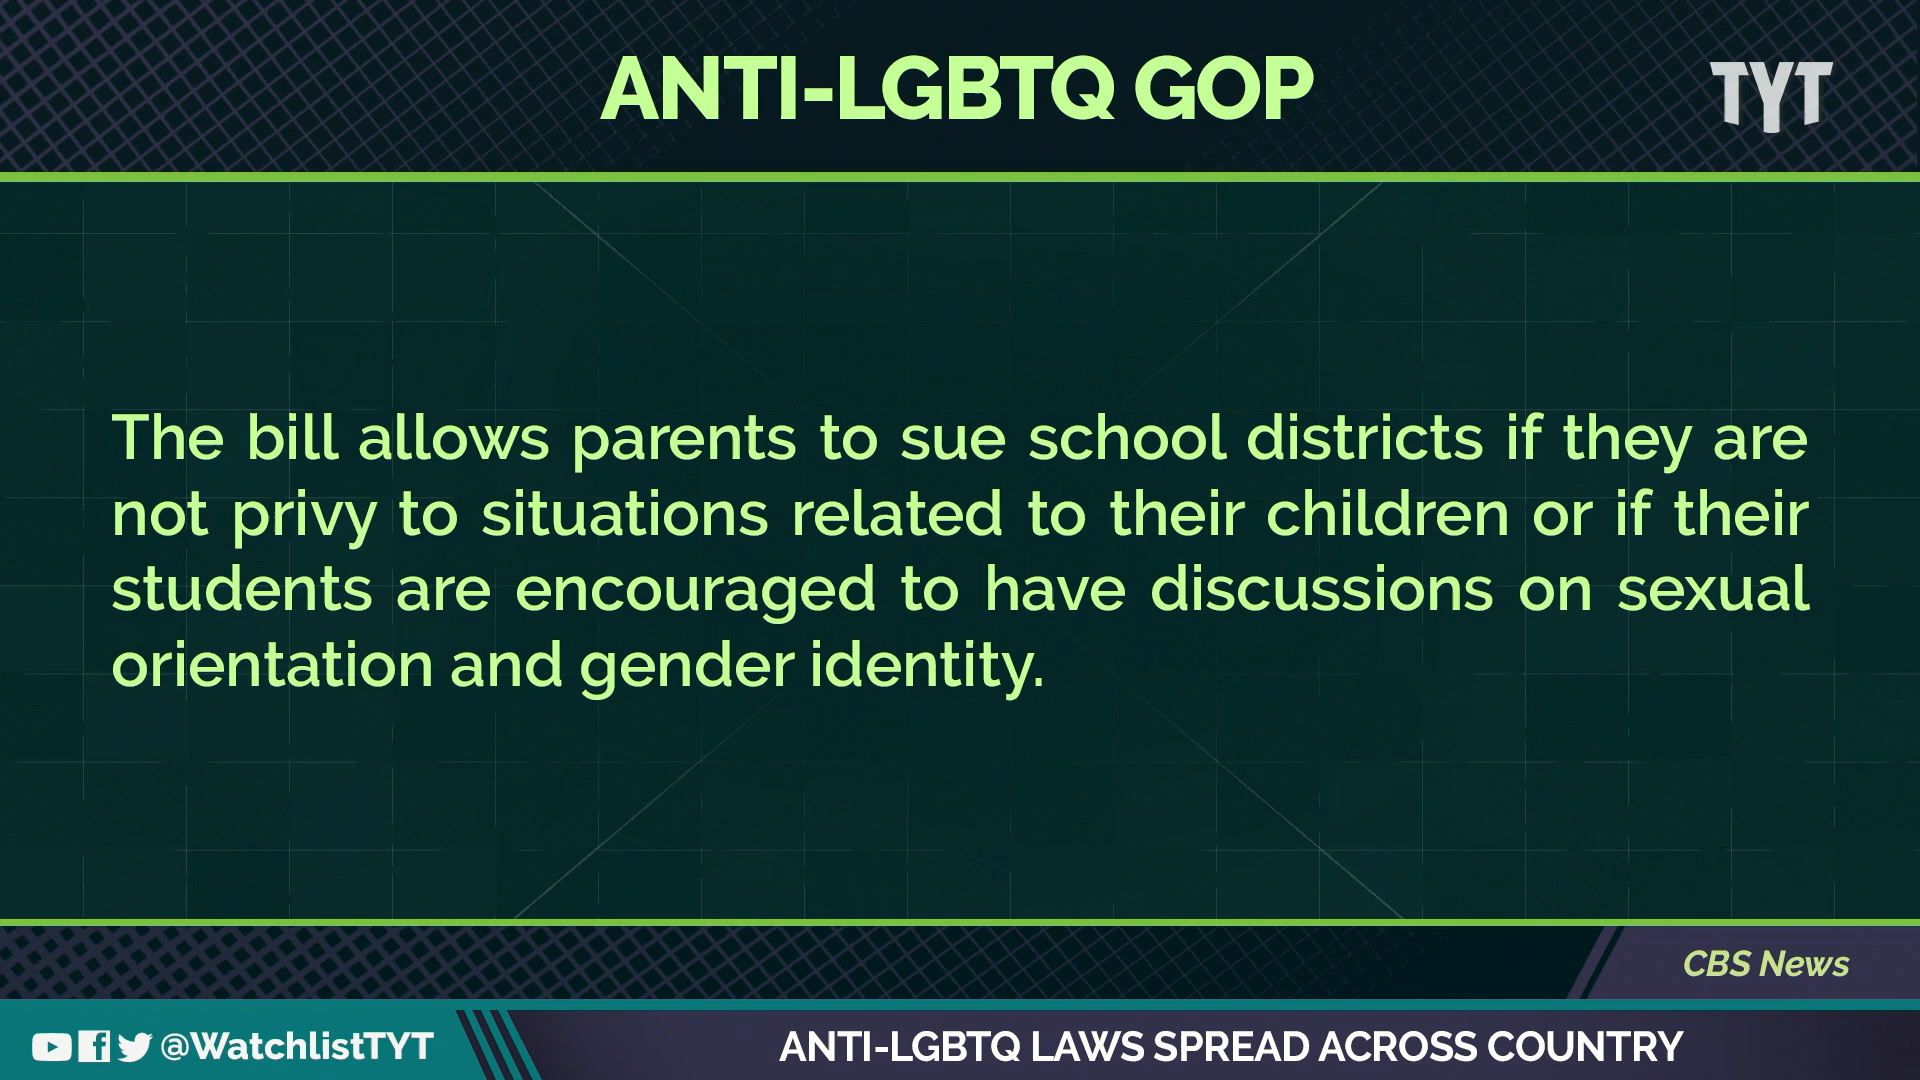 ANTI-LGBTQ GOP
TYT
The bill allows parents to sue school districts if they are
not privy to situations related to their children or if their
students are encouraged to have discussions on sexual
orientation and gender identity.
CBS News
@WatchlistTYT
ANTI-LGBTQ LAWS SPREAD ACROSS COUNTRY